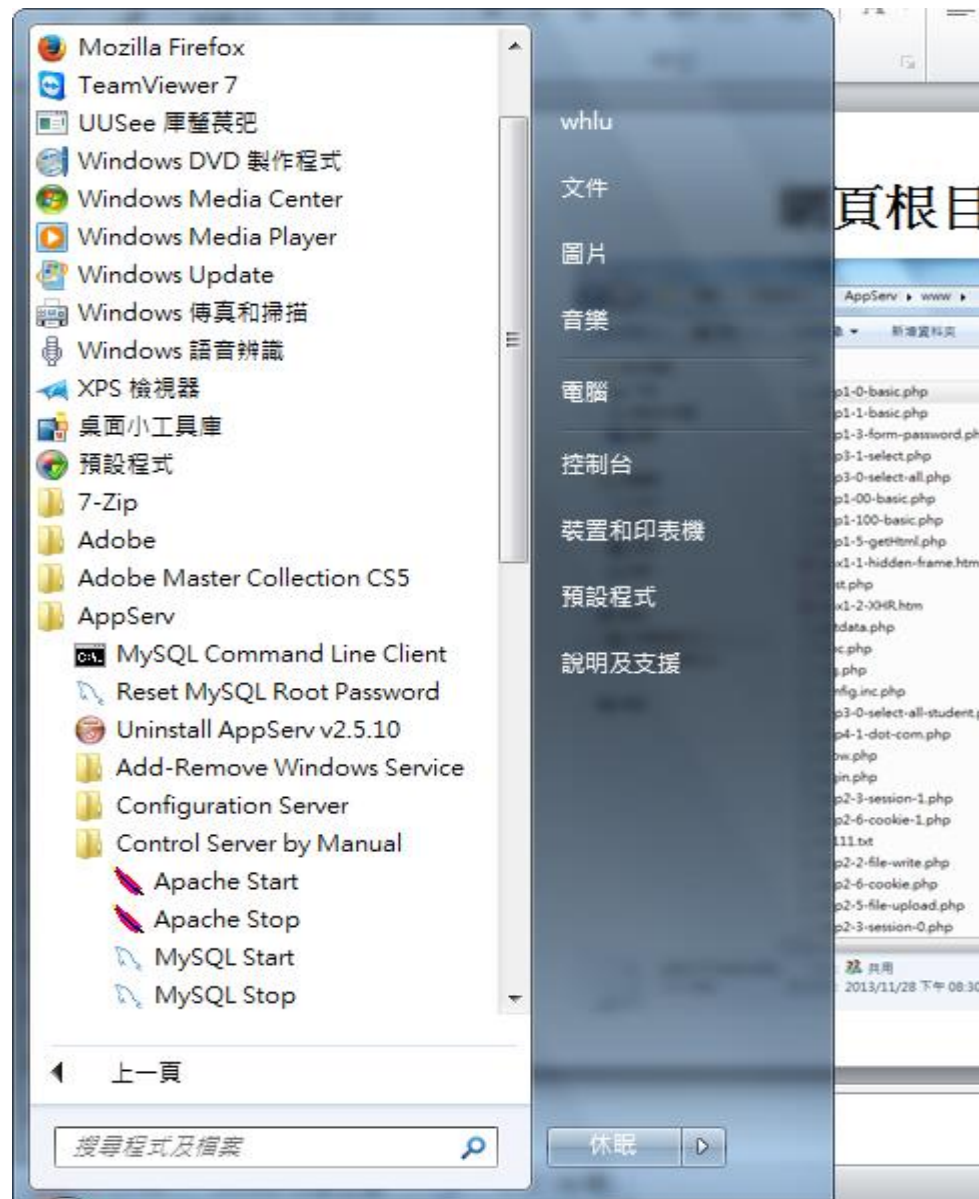 Mozilla Firefox
TeamViewer 7
UUSee 厙蟼萇弝
Windows DVD 製作程式
Windows Media Center
Windows Media Player
Windows Update
Windows 傳真和掃描
Windows 語音辨識
XPS 檢視器
桌面小工具庫
預設程式
7-Zip
Adobe
Adobe Master Collection CS5
AppServ
MySQL Command Line Client
Reset MySQL Root Password
Uninstall AppServ v2.5.10
Add-Remove Windows Service
Configuration Server
Control Server by Manual
Apache Start
Apache Stop
MySQL Start
MySQL Stop
上一頁
搜尋程式及檔案
whlu
文件
圖片
音樂
電腦
控制台
裝置和印表機
預設程式
說明及支援
休眠
頁根目
AppServ www
新增資料夾
p1-0-basic.php
p1-1-basic.php
p1-3-form-password.ph
p3-1-select.php
p3-0-select-all.php
p1-00-basic.php
p1-100-basic.php
p1-5-getHtml.php
x1-1-hidden-frame.htm
st.php
x1-2-XHR.htm
tdata.php
c.php
g.php
nfig.inc.php
p3-0-select-all-student.p
p4-1-dot-com.php
ow.php
gin.php
p2-3-session-1.php
p2-6-cookie-1.php
111.txt
p2-2-file-write.php
p2-6-cookie.php
p2-5-file-upload.php
p2-3-session-0.php
共用
2013/11/28 下午 08:30